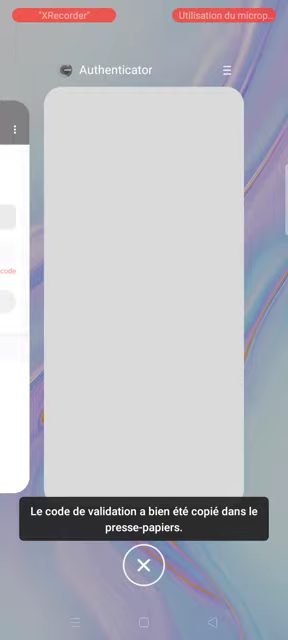 "XRecorder"
Utilisation du microp...
Authenticator
code
Le code de validation a bien été copié dans le
presse-papiers.